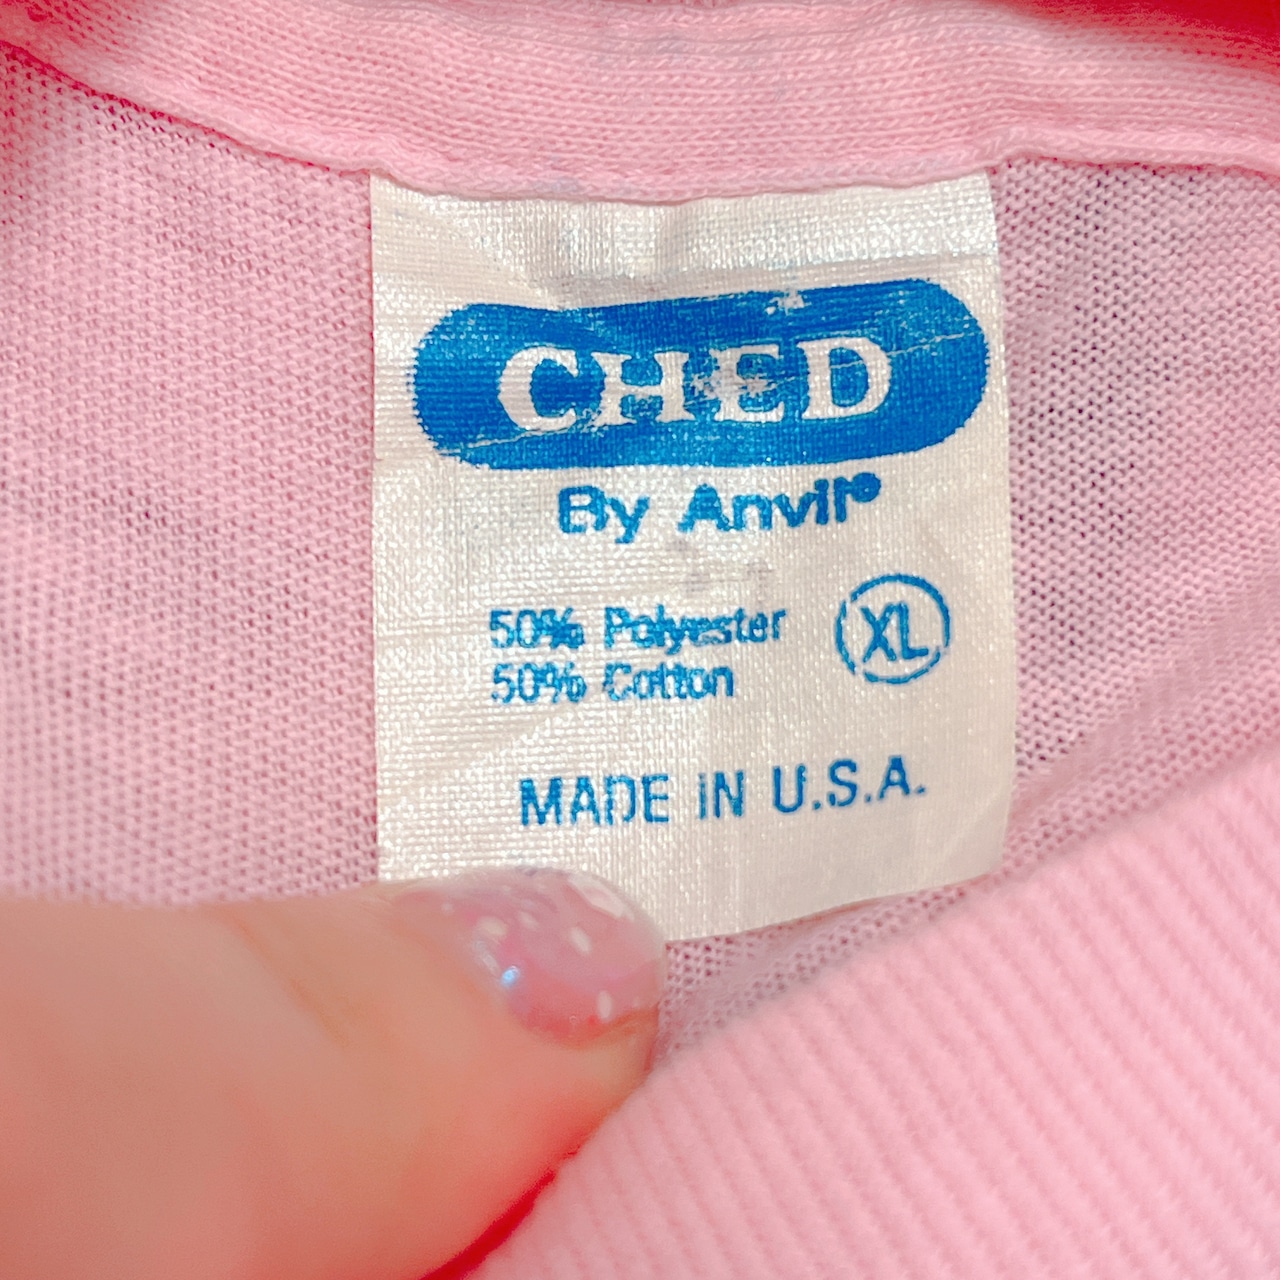 CHED
By Anvil®
50% Polyester
50% Cotton
XL
MADE IN U.S.A.